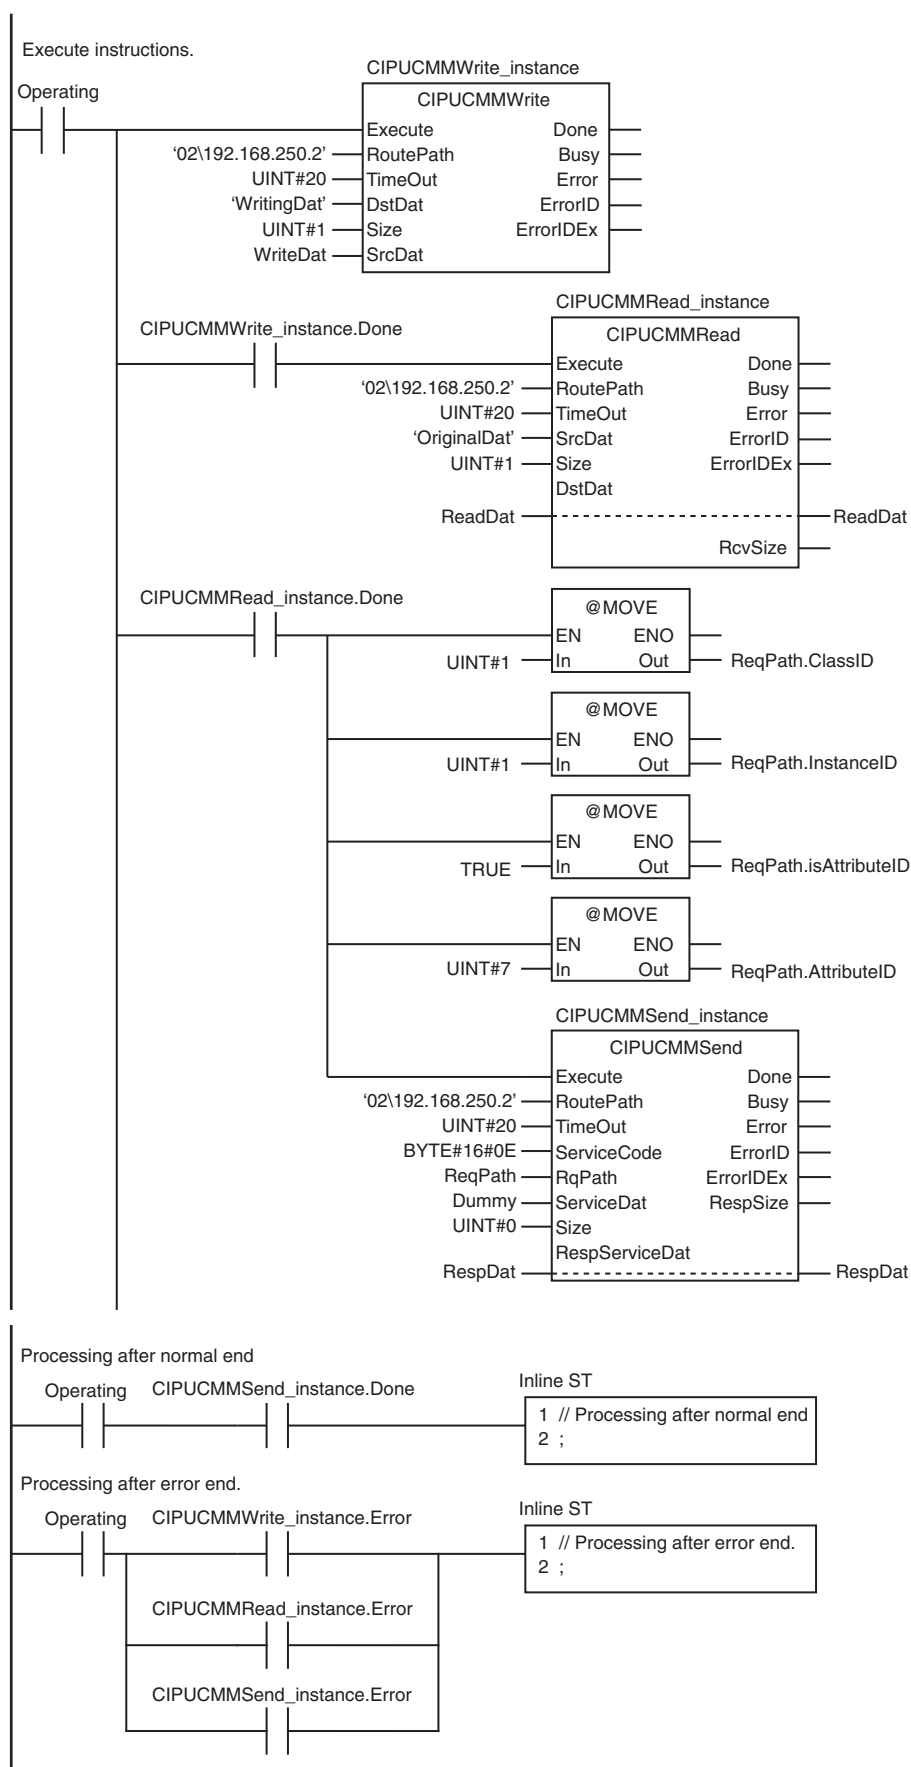 Execute instructions.
CIPUCMMWrite_instance
Operating
CIPUCMMWrite
Execute Done
'02\192.168.250.2' RoutePath Busy
UINT#20 TimeOut Error
‘WritingDat’ DstDat ErrorID
UINT#1 Size ErrorIDEx
WriteDat SrcDat
CIPUCMMRead_instance
CIPUCMMWrite_instance.Done
CIPUCMMRead
Execute Done
‘02\192.168.250.2’ RoutePath Busy
UINT#20 TimeOut Error
‘OriginalDat’ SrcDat ErrorID
UINT#1 Size ErrorIDEx
DstDat
ReadDat ReadDat
RcvSize
CIPUCMMRead_instance.Done
@MOVE
EN ENO
UINT#1 In Out ReqPath.ClassID
@MOVE
EN ENO
UINT#1 In Out ReqPath.InstanceID
@MOVE
EN ENO
TRUE In Out ReqPath.isAttributeID
@MOVE
EN ENO
UINT#7 In Out ReqPath.AttributeID
CIPUCMMSend_instance
CIPUCMMSend
Execute Done
‘02\192.168.250.2’ RoutePath Busy
UINT#20 TimeOut Error
BYTE#16#0E ServiceCode ErrorID
ReqPath RqPath ErrorIDEx
Dummy ServiceDat RespSize
UINT#0 Size
RespServiceDat
RespDat RespDat
Processing after normal end
Operating CIPUCMMSend_instance.Done Inline ST
1 // Processing after normal end
2 ;
Processing after error end.
Operating CIPUCMMWrite_instance.Error Inline ST
1 // Processing after error end.
2 ;
CIPUCMMRead_instance.Error
CIPUCMMSend_instance.Error